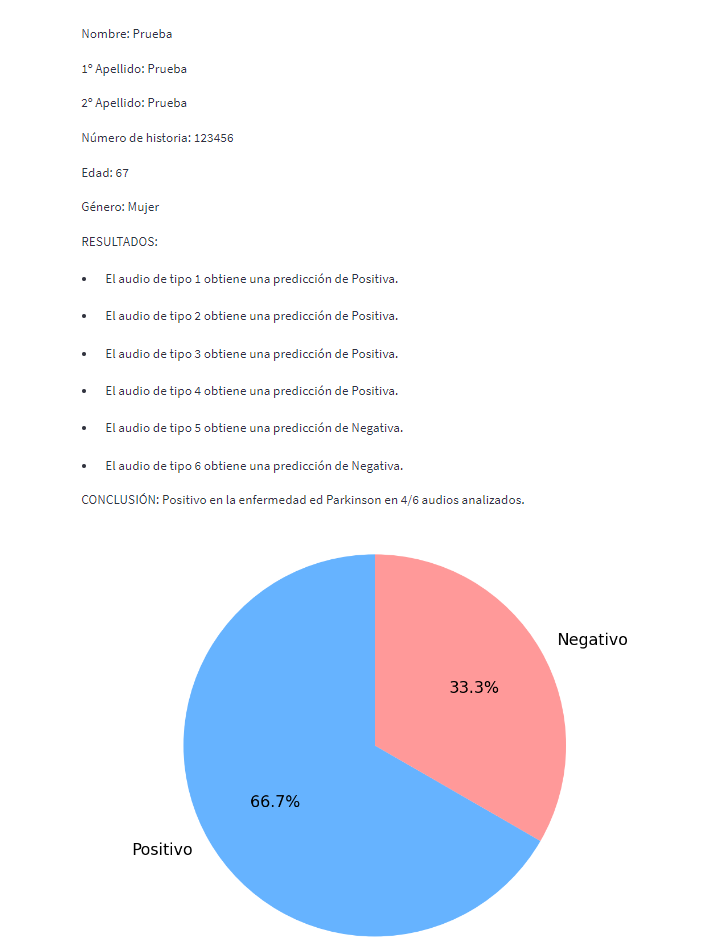 Nombre: Prueba
1º Apellido: Prueba
2º Apellido: Prueba
Número de historia: 123456
Edad: 67
Género: Mujer
RESULTADOS:
• El audio de tipo 1 obtiene una predicción de Positiva.
• El audio de tipo 2 obtiene una predicción de Positiva.
• El audio de tipo 3 obtiene una predicción de Positiva.
• El audio de tipo 4 obtiene una predicción de Positiva.
• El audio de tipo 5 obtiene una predicción de Negativa.
• El audio de tipo 6 obtiene una predicción de Negativa.
CONCLUSIÓN: Positivo en la enfermedad ed Parkinson en 4/6 audios analizados.
Negativo
33.3%
66.7%
Positivo